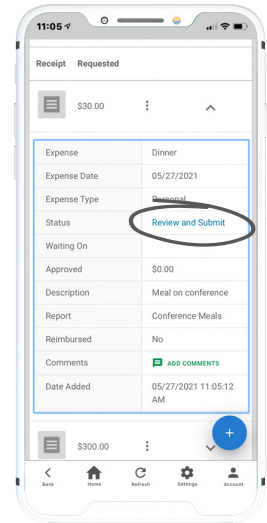 11:05
Receipt Requested
$30.00
Expense Dinner
Expense Date 05/27/2021
Expense Type Personal
Status Review and Submit
Waiting On
Approved $0.00
Description Meal on conference
Report Conference Meals
Reimbursed No
Comments ADD COMMENTS
Date Added 05/27/2021 11:05:12
AM
+
$300.00
Back Home Refresh Settings Account